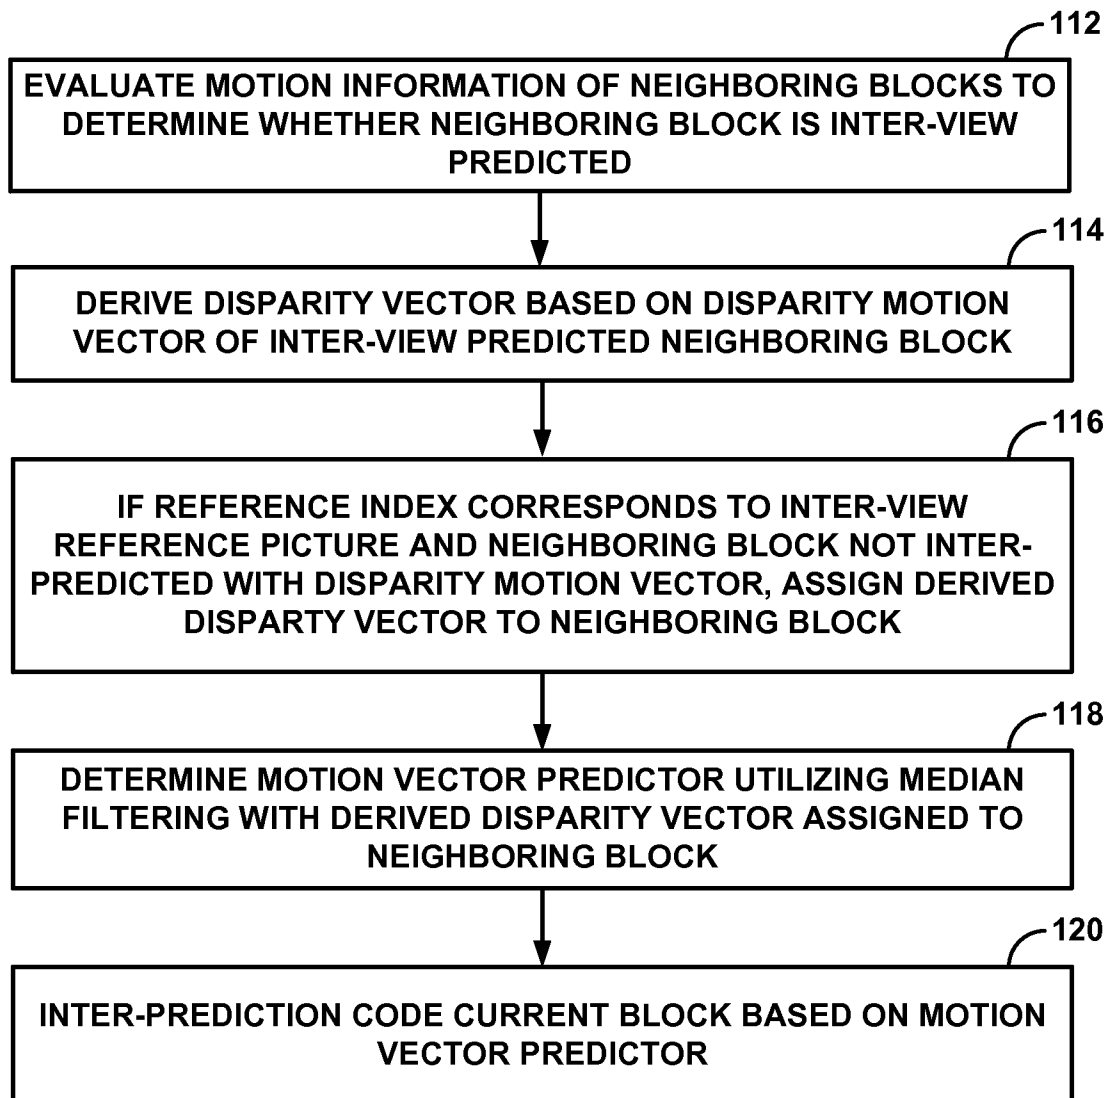 112
EVALUATE MOTION INFORMATION OF NEIGHBORING BLOCKS TO
DETERMINE WHETHER NEIGHBORING BLOCK IS INTER-VIEW
PREDICTED
114
DERIVE DISPARITY VECTOR BASED ON DISPARITY MOTION
VECTOR OF INTER-VIEW PREDICTED NEIGHBORING BLOCK
116
IF REFERENCE INDEX CORRESPONDS TO INTER-VIEW
REFERENCE PICTURE AND NEIGHBORING BLOCK NOT INTER-
PREDICTED WITH DISPARITY MOTION VECTOR, ASSIGN DERIVED
DISPARTY VECTOR TO NEIGHBORING BLOCK
118
DETERMINE MOTION VECTOR PREDICTOR UTILIZING MEDIAN
FILTERING WITH DERIVED DISPARITY VECTOR ASSIGNED TO
NEIGHBORING BLOCK
120
INTER-PREDICTION CODE CURRENT BLOCK BASED ON MOTION
VECTOR PREDICTOR